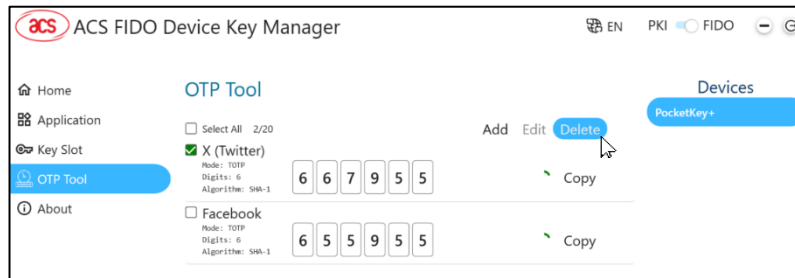 acs ACS FIDO Device Key Manager EN PKI FIDO
Home
Application
Key Slot
OTP Tool
About
OTP Tool
Select All 2/20 Add Edit Delete
X (Twitter)
Mode: TOTP
Digits: 6
Algorithm: SHA-1
6 6 7 9 5 5 Copy
Facebook
Mode: TOTP
Digits: 6
Algorithm: SHA-1
6 5 5 9 5 5 Copy
Devices
PocketKey+